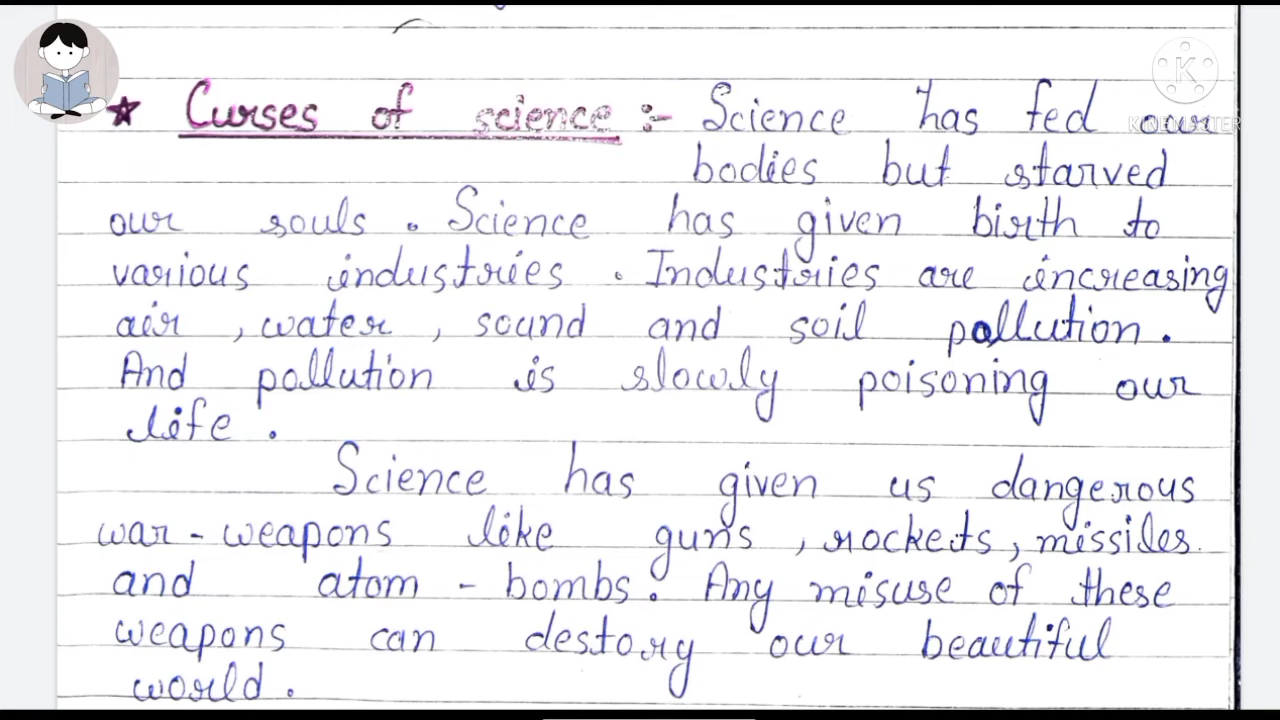 ★ Curses of science :- Science has fed our
KINEMASTER
bodies but starved
our souls. Science has given birth to
various industries. Industries are increasing
air, water, sound and soil pollution.
And pollution is slowly poisoning our
life.
Science has given us dangerous
war-weapons like guns, rockets, missiles
and atom-bombs. Any misuse of these
weapons can destory our beautiful
world.